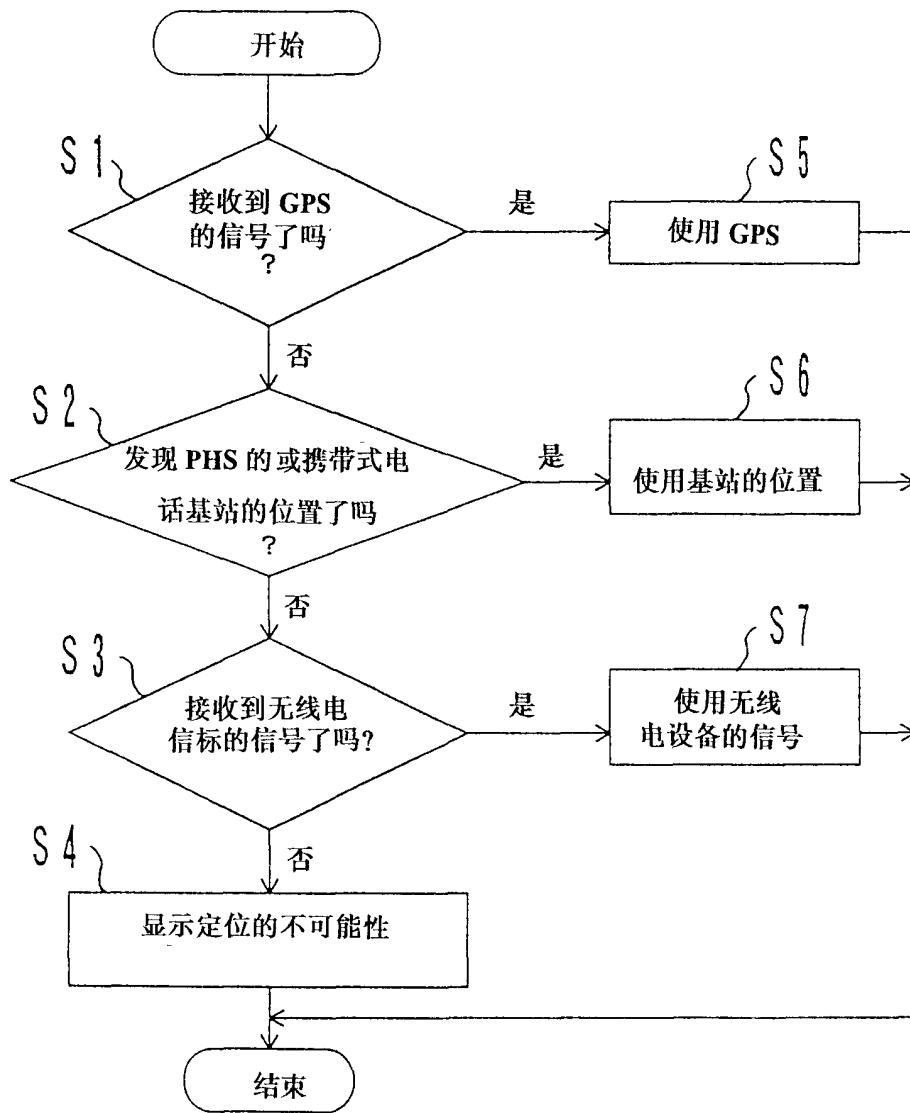 开始
S1
接收到 GPS
的信号了吗
?
是
S5
使用 GPS
否
S2
发现 PHS 的或携带式电
话基站的位置了吗
?
是
S6
使用基站的位置
否
S3
接收到无线电
信标的信号了吗?
是
S7
使用无线
电设备的信号
否
S4
显示定位的不可能性
结束